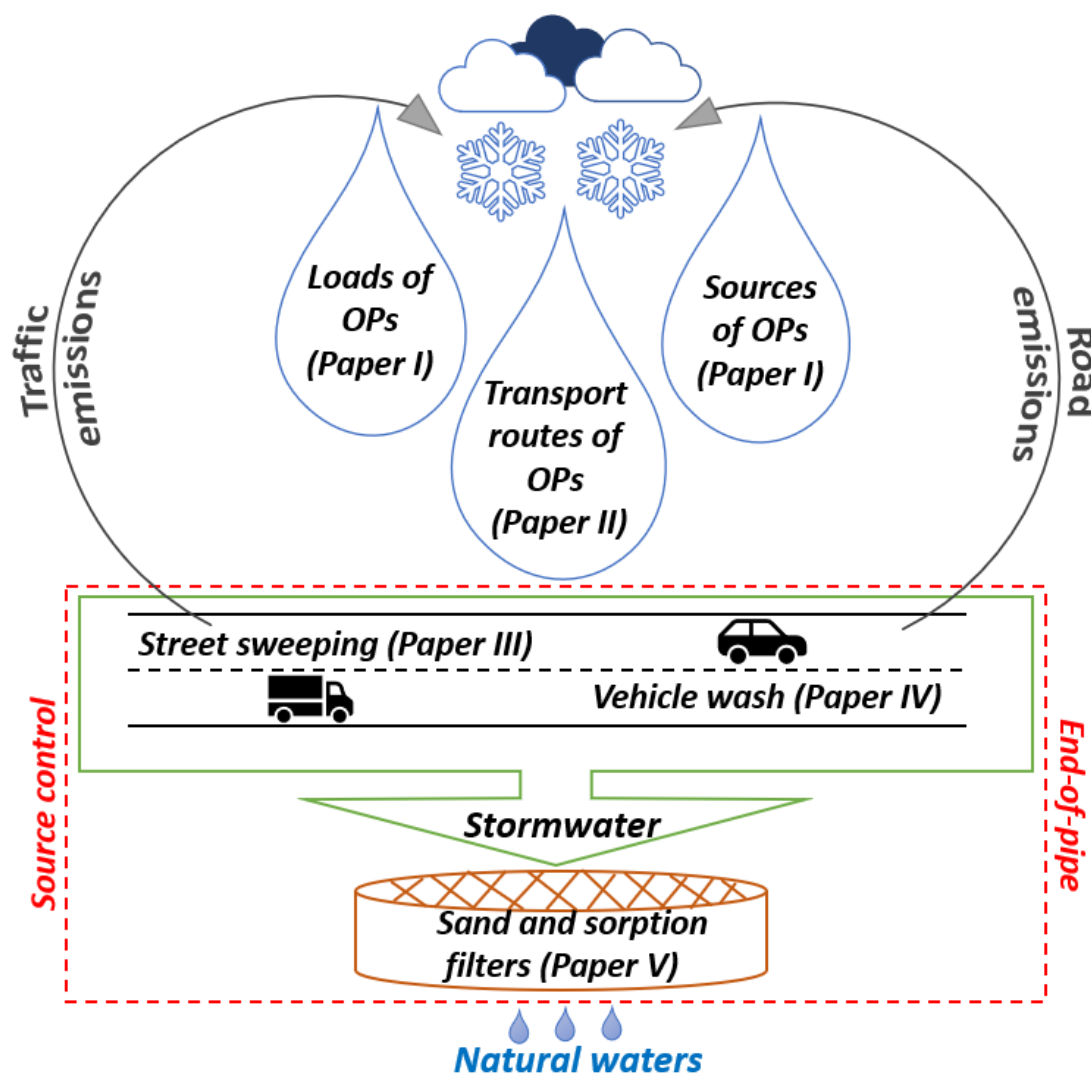 Loads of
OPs
(Paper I)
Sources
of OPs
(Paper I)
Transport
routes of
OPs
(Paper II)
Traffic
emissions
Road
emissions
Street sweeping (Paper III)
Vehicle wash (Paper IV)
Source control
End-of-pipe
Stormwater
Sand and sorption
filters (Paper V)
Natural waters